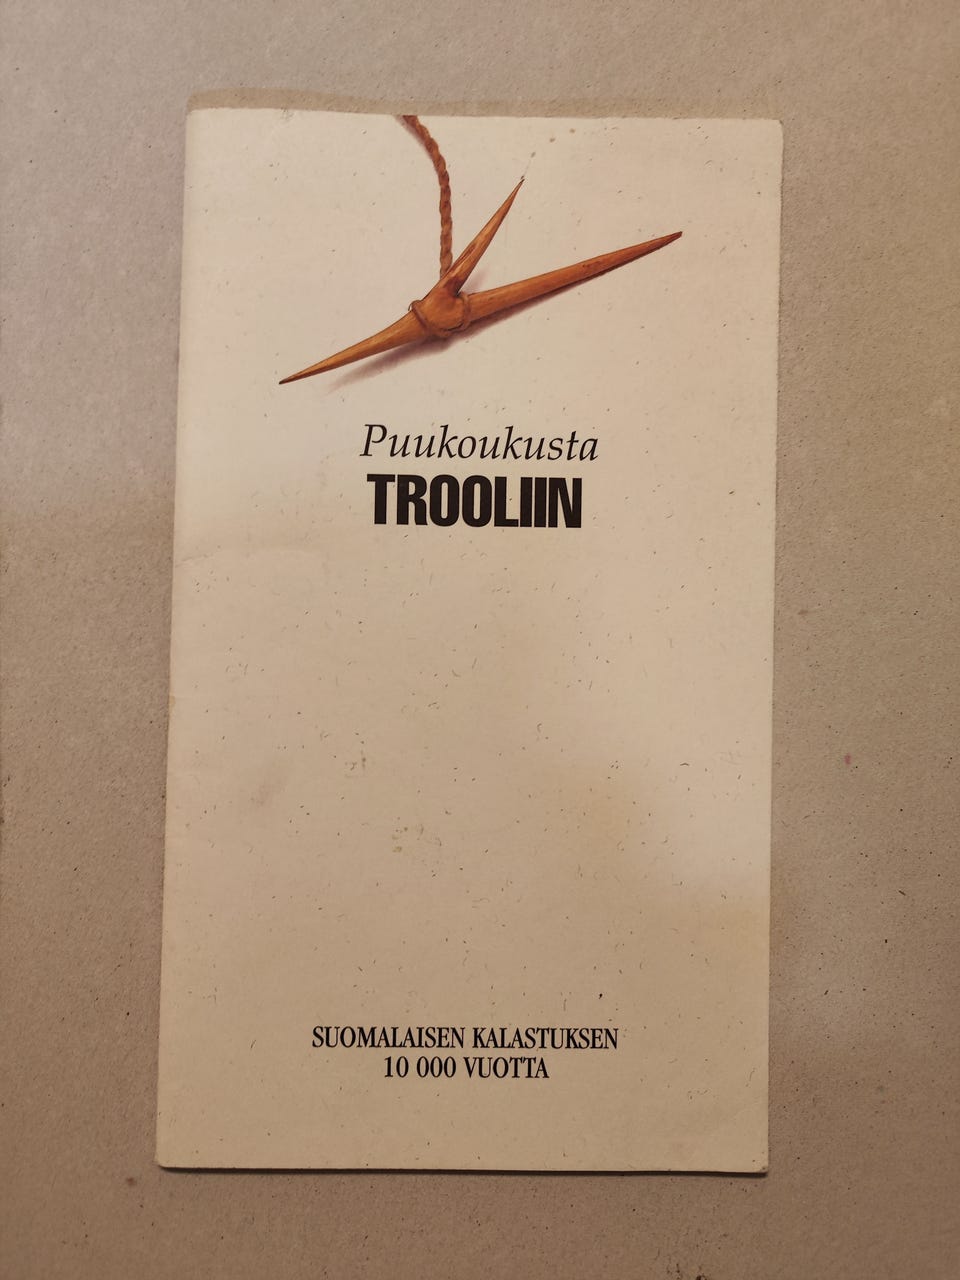 Puukoukusta
TROOLIIN
SUOMALAISEN KALASTUKSEN
10 000 VUOTTA